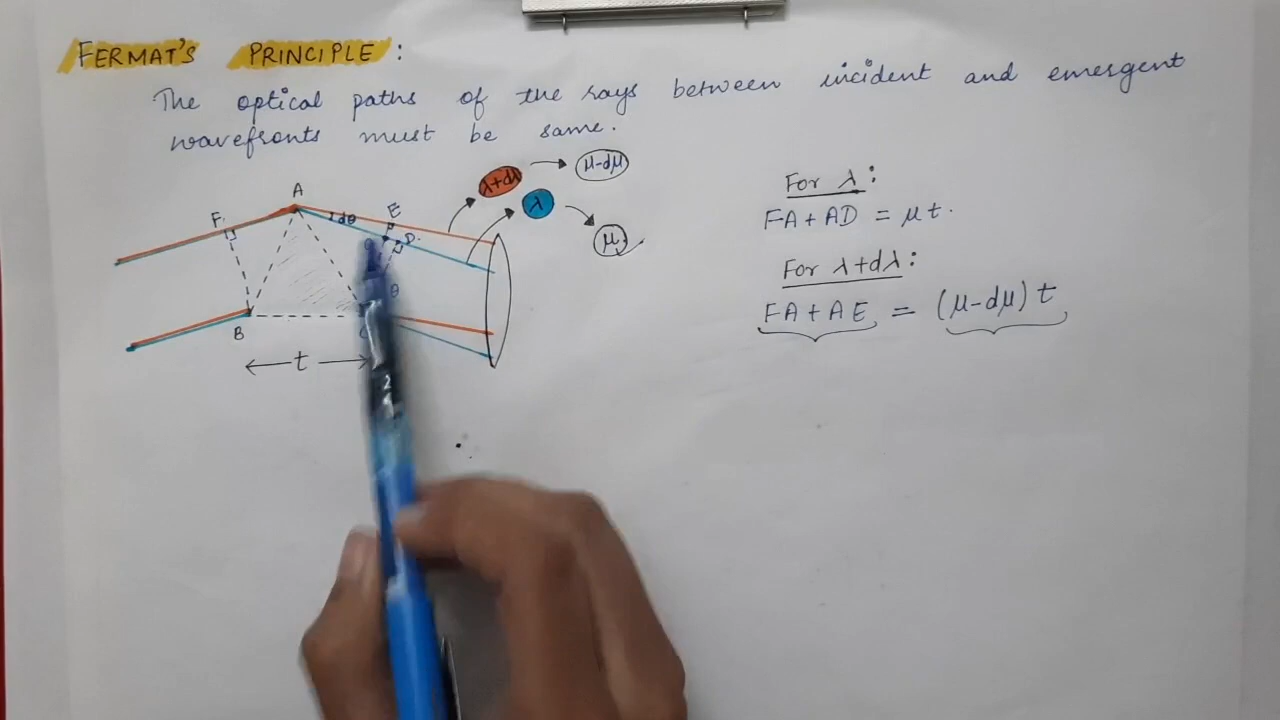 FERMAT'S PRINCIPLE :
The optical paths of the rays between incident and emergent
wavefronts must be same.
λ+dλ → μ-dμ
λ → μ
A
F
E
dθ
D
θ
B
t
For λ :
FA + AD = μt.
For λ+dλ :
FA + AE = (μ-dμ) t